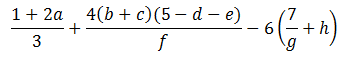 (1 + 2a)/3 + 4(b + c)(5 − d − e)/f − 6(7/g + h)